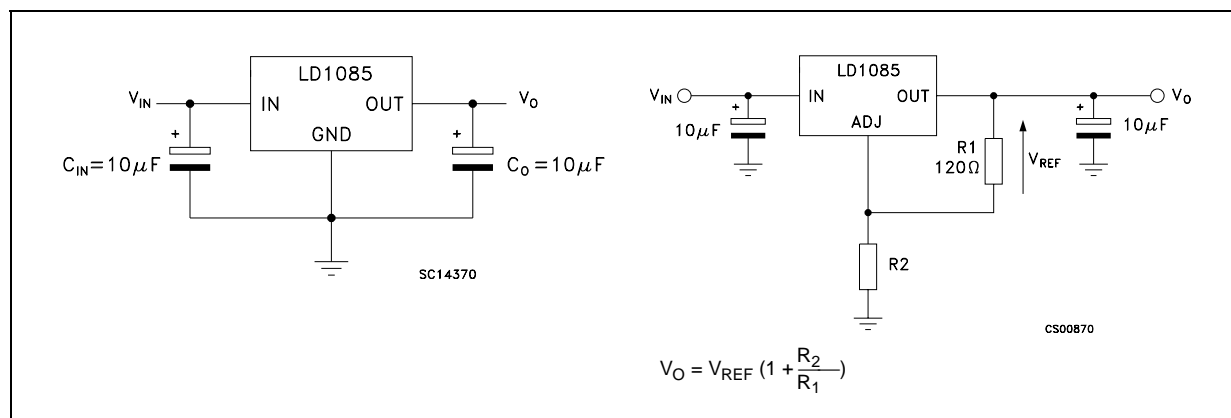 LD1085
V_IN
IN
OUT
V_O
GND
+
+
C_IN=10μF
C_O=10μF
SC14370
LD1085
V_IN
IN
OUT
V_O
ADJ
+
+
10μF
10μF
R1
120Ω
V_REF
R2
CS00870
V_O = V_REF (1 + R_2/R_1)